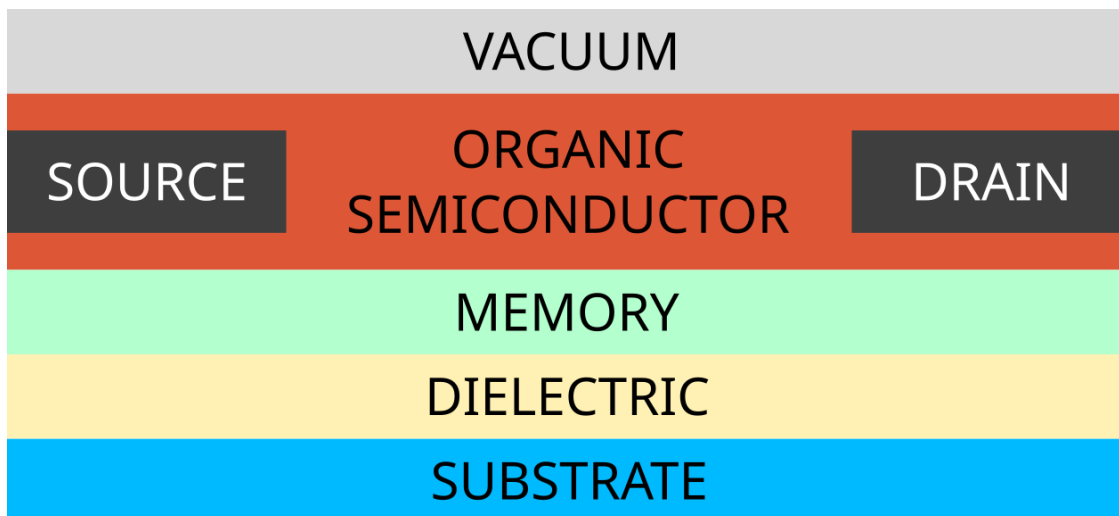 VACUUM
ORGANIC
SEMICONDUCTOR
SOURCE
DRAIN
MEMORY
DIELECTRIC
SUBSTRATE